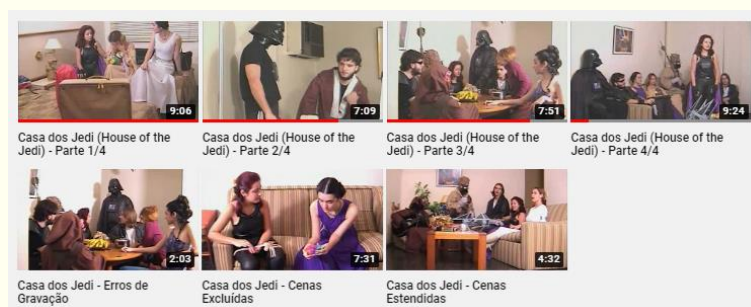 9:06
7:09
7:51
9:24
Casa dos Jedi (House of the
Jedi) - Parte 1/4
Casa dos Jedi (House of the
Jedi) - Parte 2/4
Casa dos Jedi (House of the
Jedi) - Parte 3/4
Casa dos Jedi (House of the
Jedi) - Parte 4/4
2:03
7:31
4:32
Casa dos Jedi - Erros de
Gravação
Casa dos Jedi - Cenas
Excluídas
Casa dos Jedi - Cenas
Estendidas